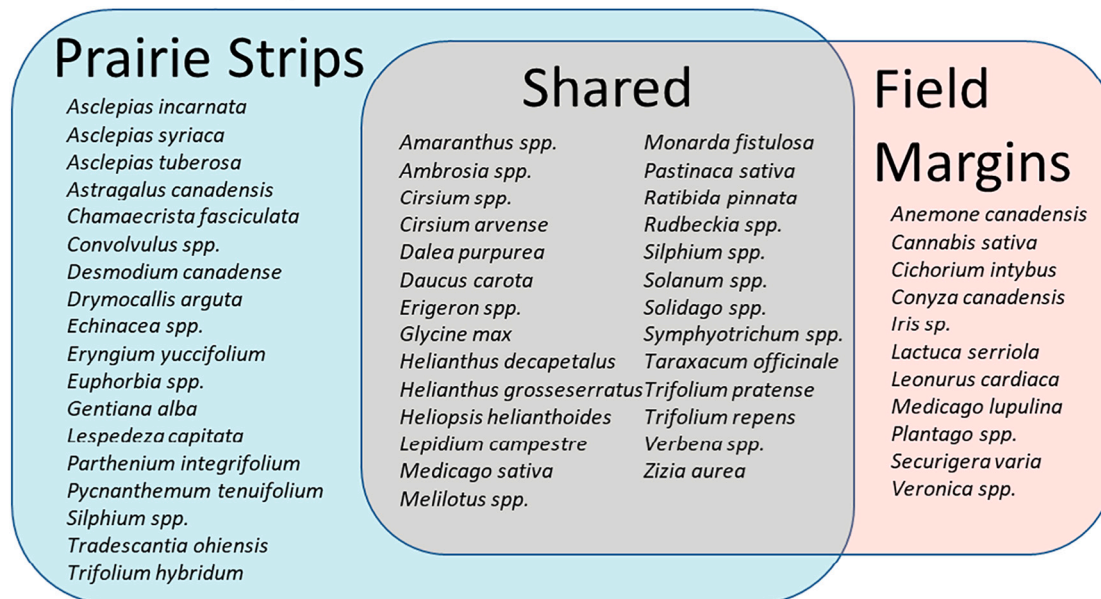 Prairie Strips
Asclepias incarnata
Asclepias syriaca
Asclepias tuberosa
Astragalus canadensis
Chamaecrista fasciculata
Convolvulus spp.
Desmodium canadense
Drymocallis arguta
Echinacea spp.
Eryngium yuccifolium
Euphorbia spp.
Gentiana alba
Lespedeza capitata
Parthenium integrifolium
Pycnanthemum tenuifolium
Silphium spp.
Tradescantia ohiensis
Trifolium hybridum
Shared
Amaranthus spp.
Ambrosia spp.
Cirsium spp.
Cirsium arvense
Dalea purpurea
Daucus carota
Erigeron spp.
Glycine max
Helianthus decapetalus
Helianthus grosseserratus
Heliopsis helianthoides
Lepidium campestre
Medicago sativa
Melilotus spp.
Monarda fistulosa
Pastinaca sativa
Ratibida pinnata
Rudbeckia spp.
Silphium spp.
Solanum spp.
Solidago spp.
Symphyotrichum spp.
Taraxacum officinale
Trifolium pratense
Trifolium repens
Verbena spp.
Zizia aurea
Field
Margins
Anemone canadensis
Cannabis sativa
Cichorium intybus
Conyza canadensis
Iris sp.
Lactuca serriola
Leonurus cardiaca
Medicago lupulina
Plantago spp.
Securigera varia
Veronica spp.